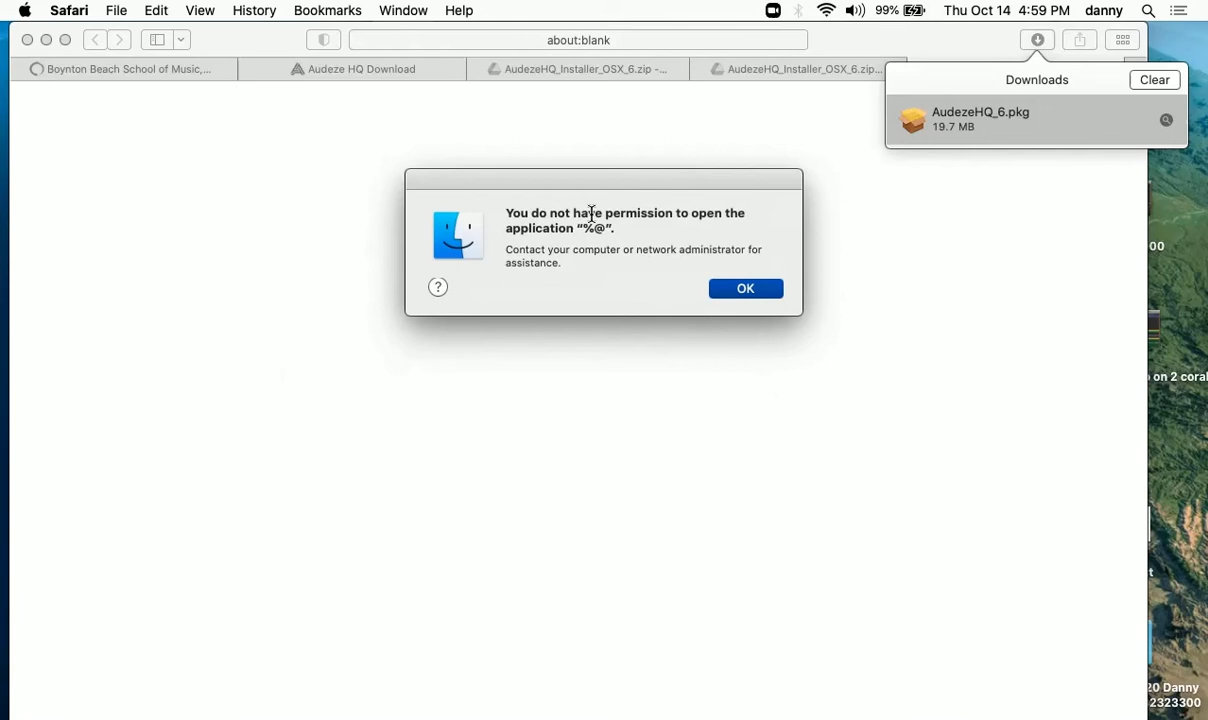 Safari File Edit View History Bookmarks Window Help 99% Thu Oct 14 4:59 PM danny
about:blank
Boynton Beach School of Music,... Audeze HQ Download AudezeHQ_Installer_OSX_6.zip -... AudezeHQ_Installer_OSX_6.zip...
Downloads Clear
AudezeHQ_6.pkg
19.7 MB
You do not have permission to open the
application “%@”.
Contact your computer or network administrator for
assistance.
? OK
00
on 2 coral
t
20 Danny
2323300